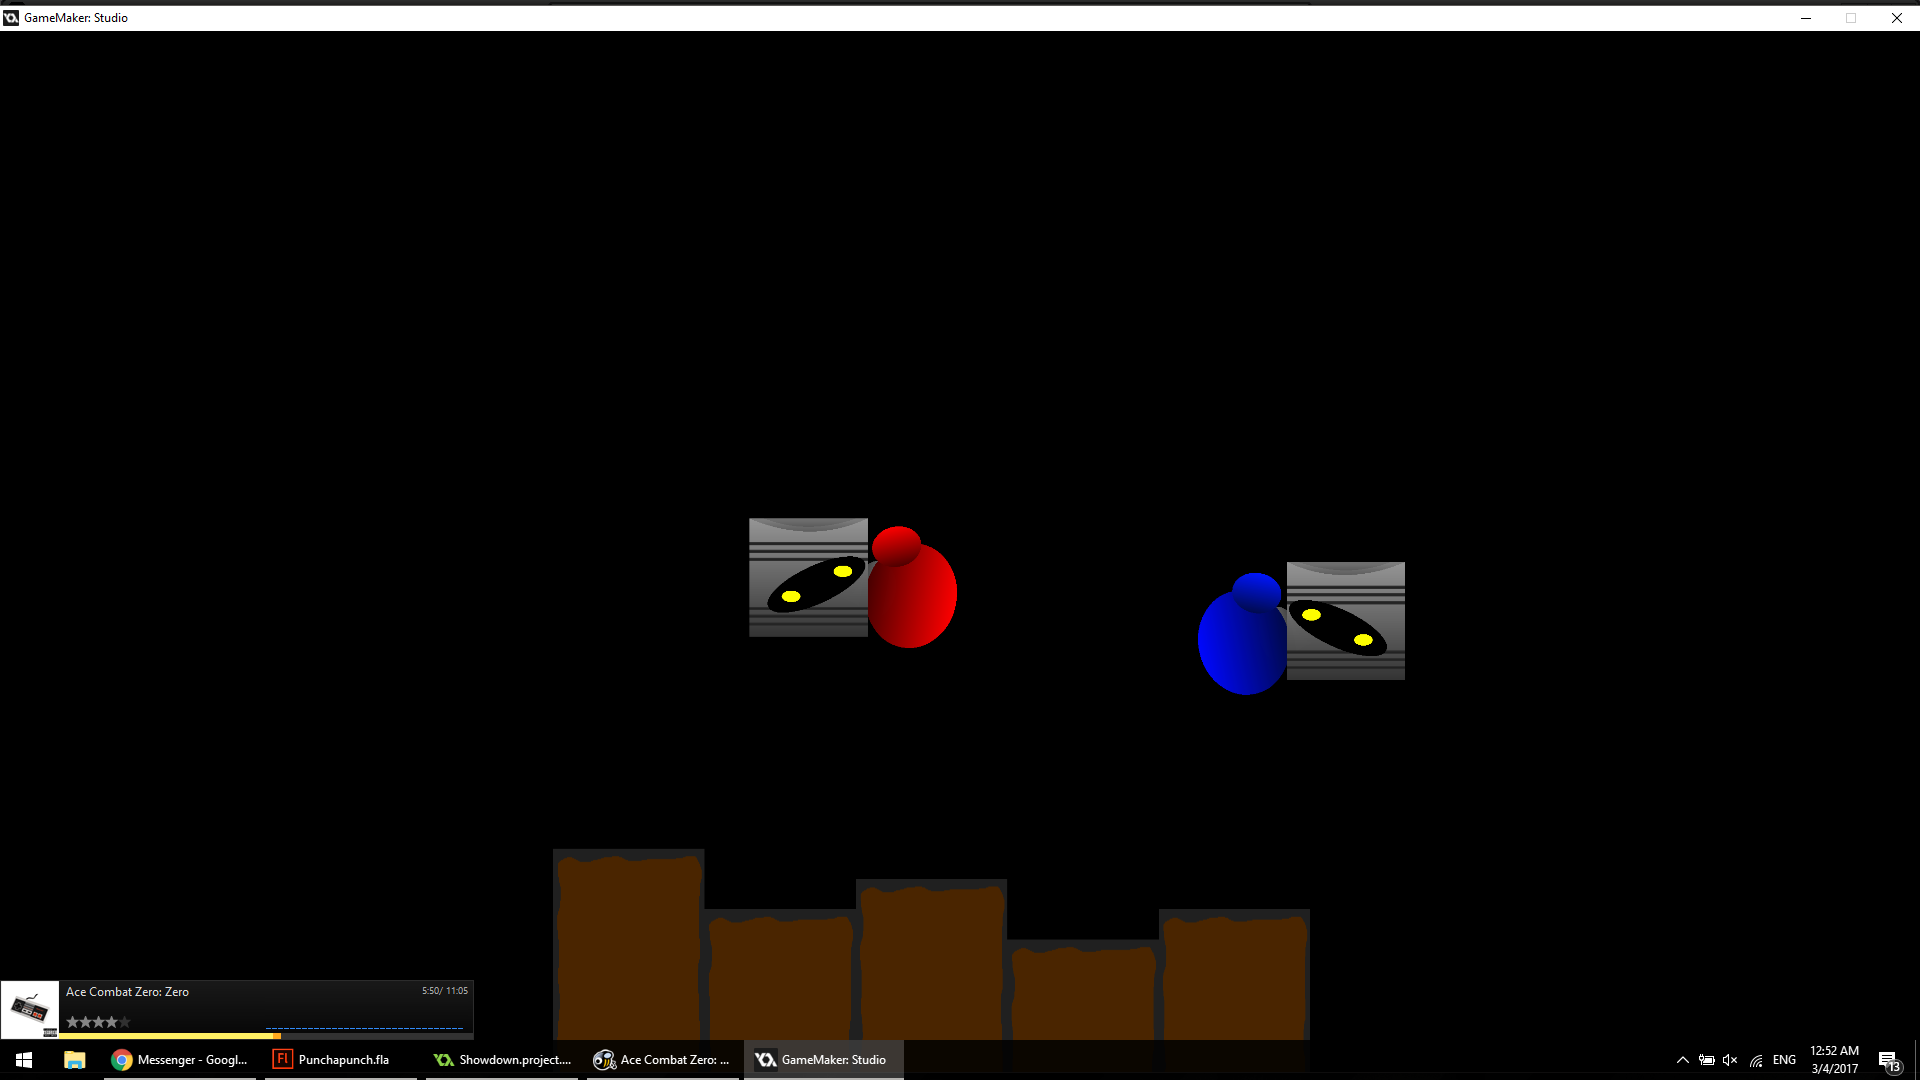 GameMaker: Studio
Ace Combat Zero: Zero
5:50/ 11:05
Messenger - Googl...
Fl
Punchapunch.fla
Showdown.project....
Ace Combat Zero: ...
GameMaker: Studio
ENG
12:52 AM
3/4/2017
13